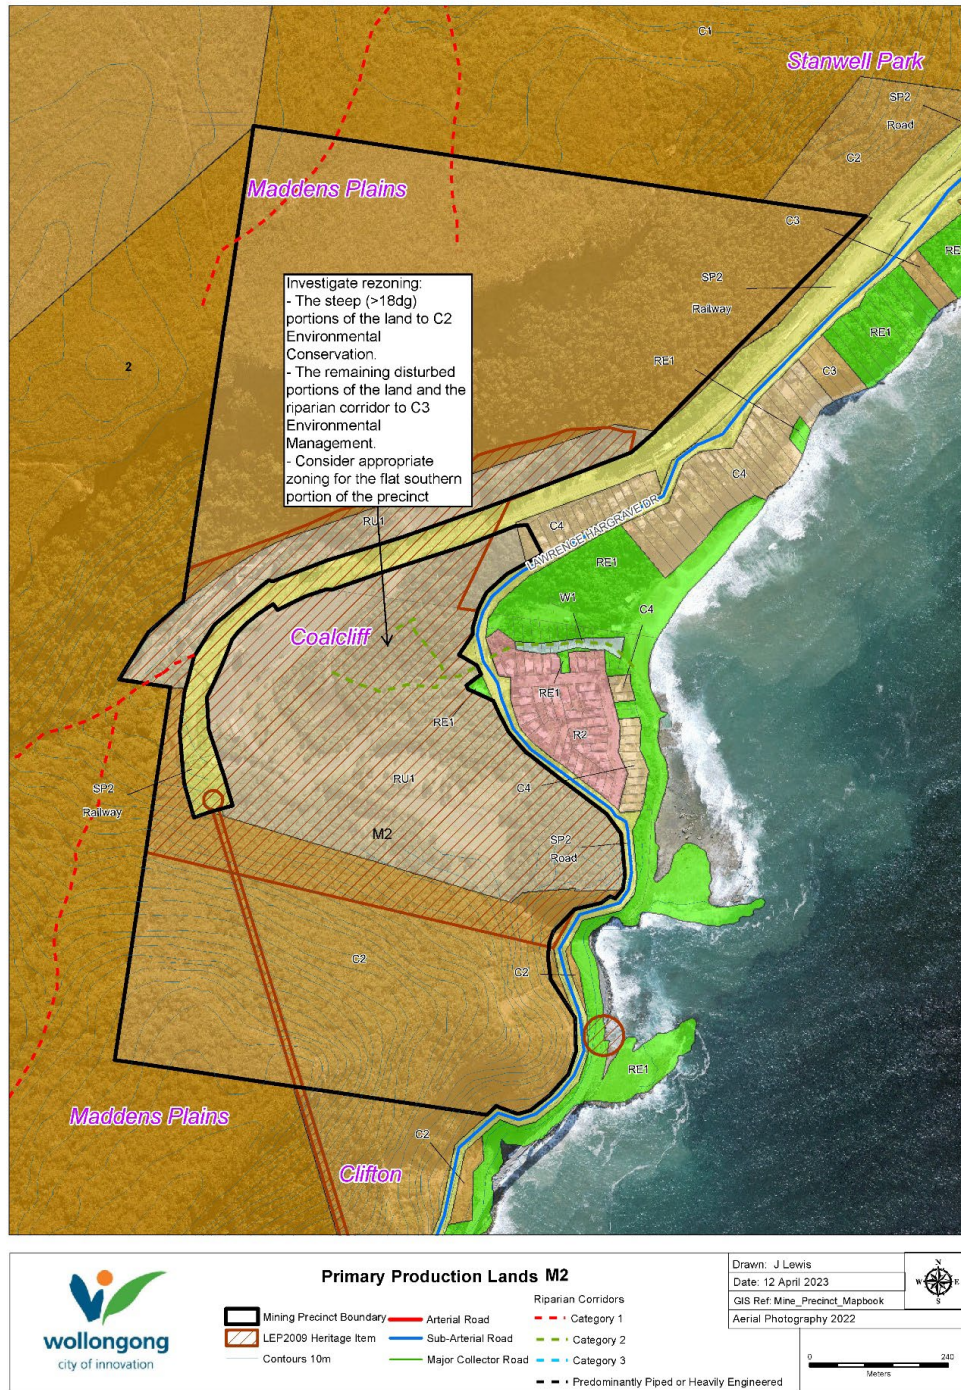 C1
Stanwell Park
SP2
Road
C2
Maddens Plains
C3
RE
SP2
Railway
RE1
RE1
C3
2
Investigate rezoning:
- The steep (>18dg)
portions of the land to C2
Environmental
Conservation.
- The remaining disturbed
portions of the land and the
riparian corridor to C3
Environmental
Management.
- Consider appropriate
zoning for the flat southern
portion of the precinct
C4
RU1
C4
LAWRENCE HARGRAVE DR
RE1
W1
C4
Coalcliff
RE1
RE1
R2
RU1
C4
SP2
Railway
M2
SP2
Road
C2
C2
RE1
Maddens Plains
C2
Clifton
wollongong
city of innovation
Primary Production Lands M2
Mining Precinct Boundary
LEP2009 Heritage Item
Contours 10m
Arterial Road
Sub-Arterial Road
Major Collector Road
Riparian Corridors
Category 1
Category 2
Category 3
Predominantly Piped or Heavily Engineered
Drawn: J Lewis
Date: 12 April 2023
GIS Ref: Mine_Precinct_Mapbook
Aerial Photography 2022
N
W E
S
0 240
Meters